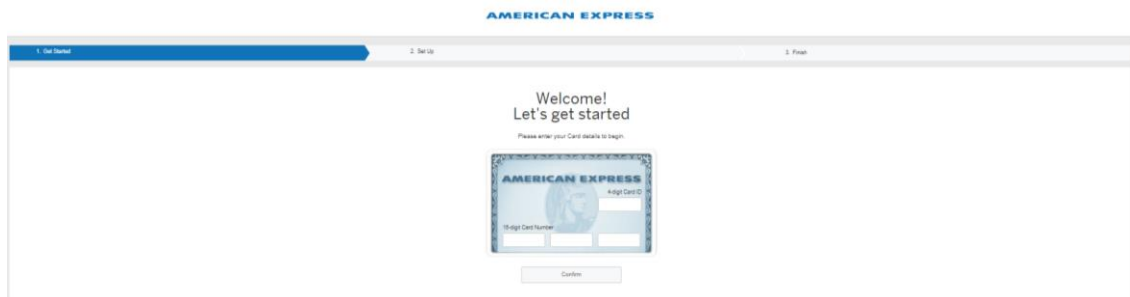 AMERICAN EXPRESS
1. Get Started
2. Set Up
3. Finish
Welcome!
Let's get started
Please enter your Card details to begin.
AMERICAN EXPRESS
4-digit Card ID
15-digit Card Number
Confirm